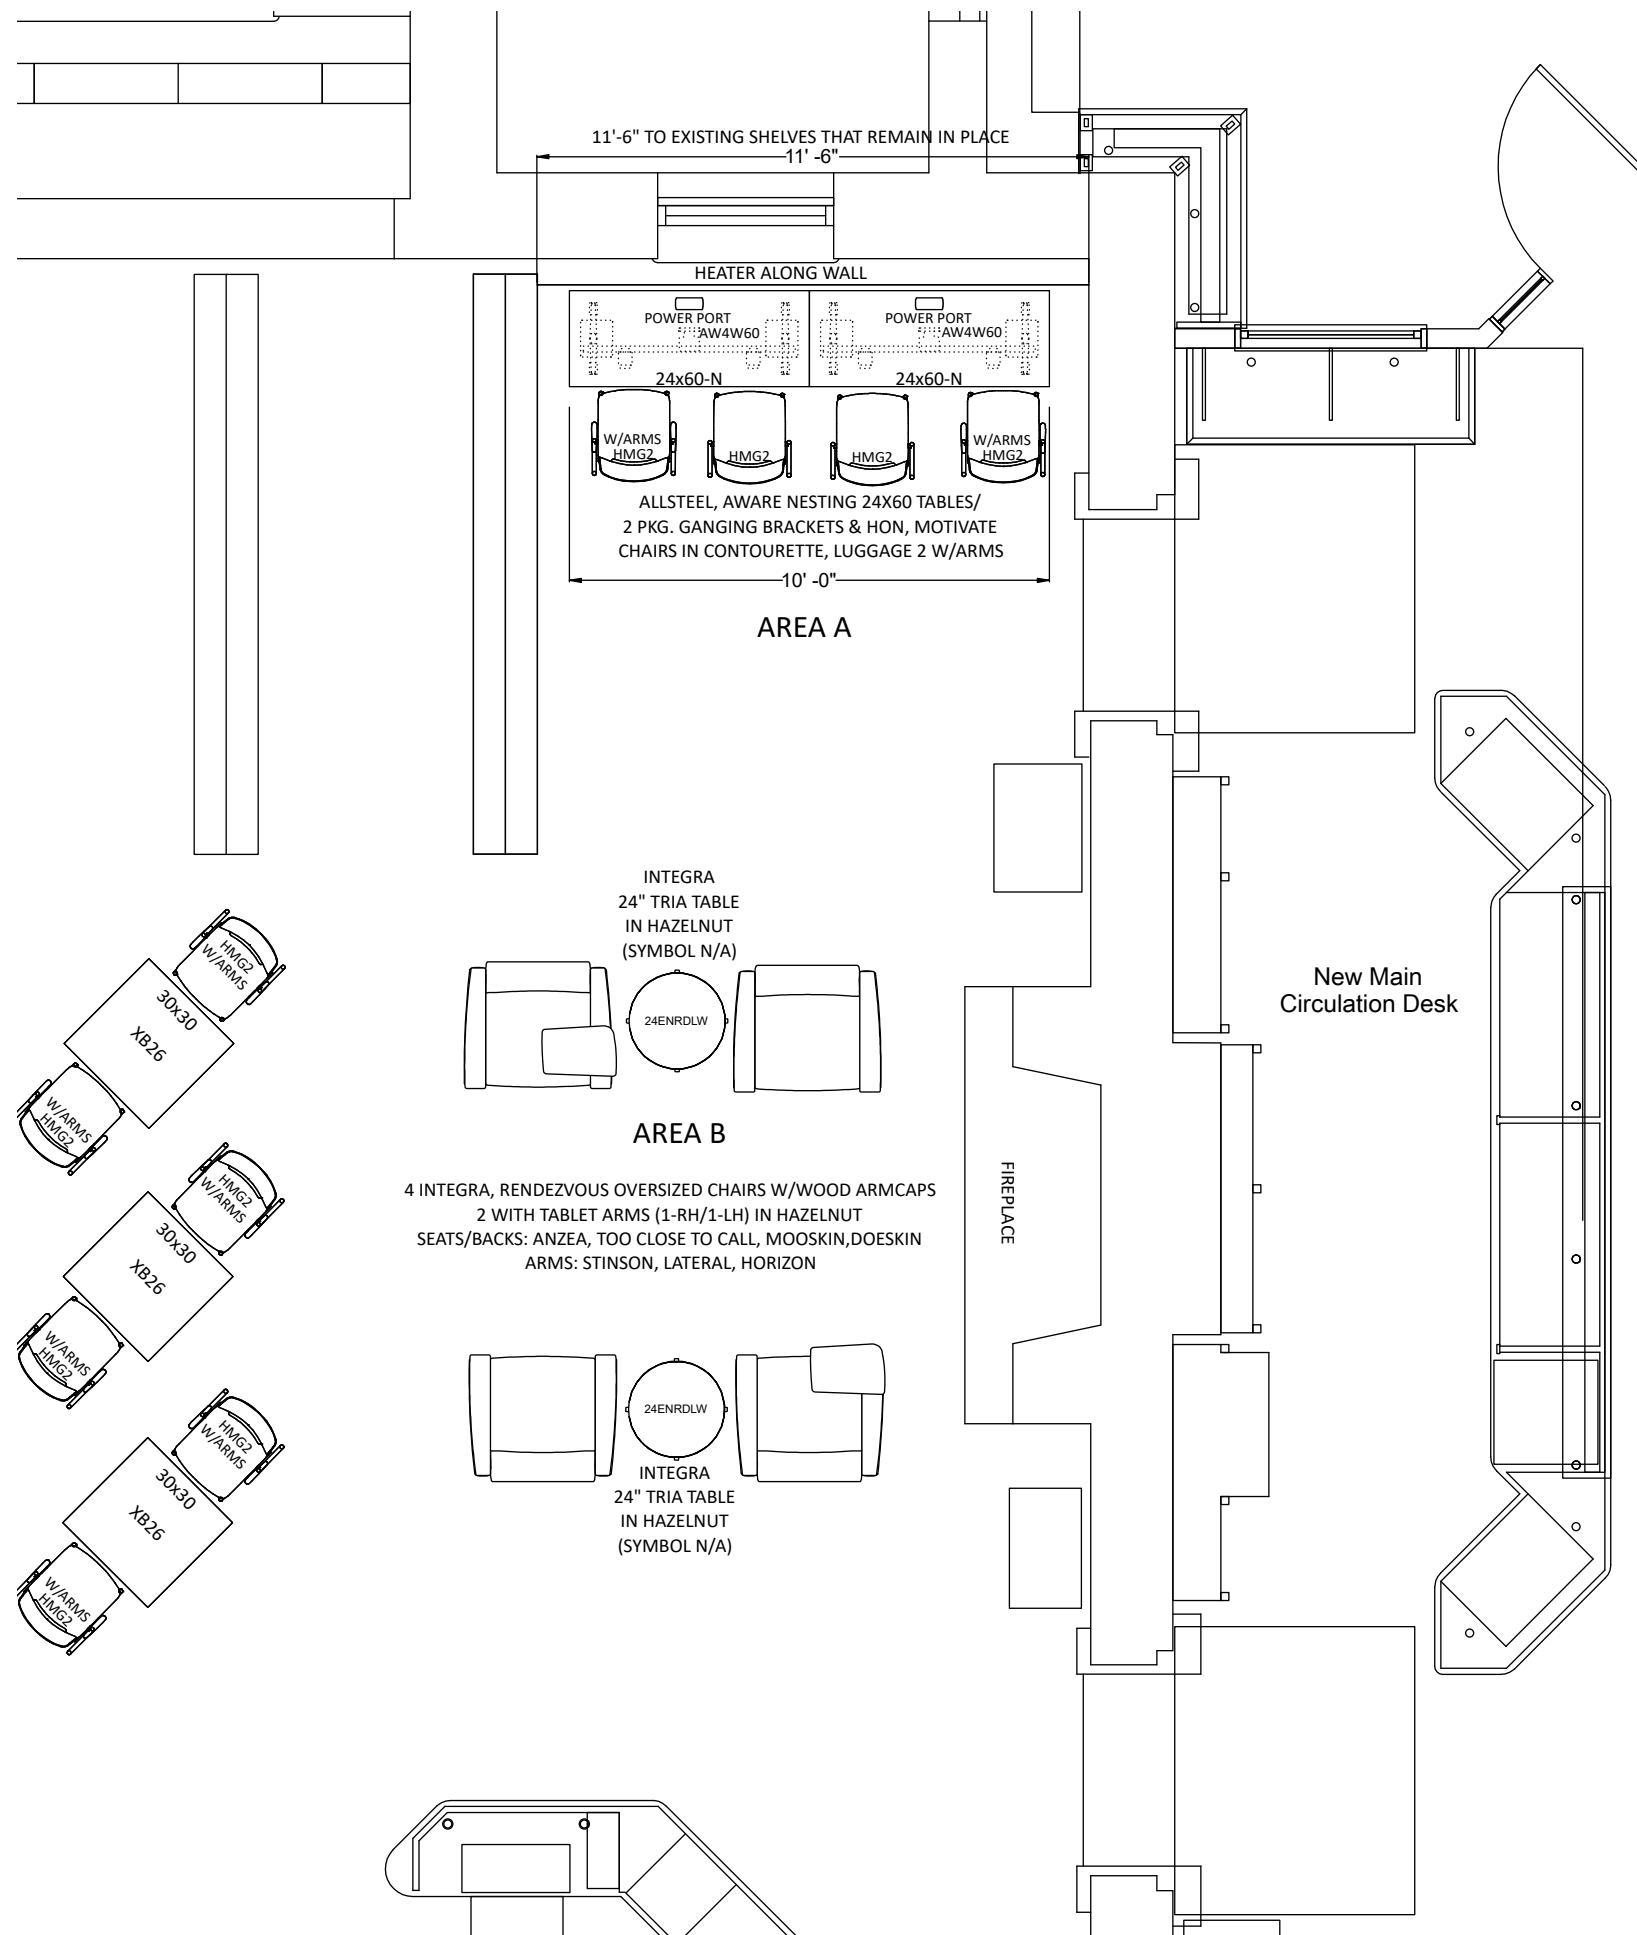 11'-6" TO EXISTING SHELVES THAT REMAIN IN PLACE
11' -6"
HEATER ALONG WALL
POWER PORT
AW4W60
24x60-N
POWER PORT
AW4W60
24x60-N
W/ARMS
HMG2
HMG2
HMG2
W/ARMS
HMG2
ALLSTEEL, AWARE NESTING 24X60 TABLES/
2 PKG. GANGING BRACKETS & HON, MOTIVATE
CHAIRS IN CONTOURETTE, LUGGAGE 2 W/ARMS
10' -0"
AREA A
INTEGRA
24" TRIA TABLE
IN HAZELNUT
(SYMBOL N/A)
24ENRDLW
AREA B
4 INTEGRA, RENDEZVOUS OVERSIZED CHAIRS W/WOOD ARMCAPS
2 WITH TABLET ARMS (1-RH/1-LH) IN HAZELNUT
SEATS/BACKS: ANZEA, TOO CLOSE TO CALL, MOOSKIN,DOESKIN
ARMS: STINSON, LATERAL, HORIZON
24ENRDLW
INTEGRA
24" TRIA TABLE
IN HAZELNUT
(SYMBOL N/A)
HMG2
W/ARMS
30x30
XB26
W/ARMS
HMG2
HMG2
W/ARMS
30x30
XB26
W/ARMS
HMG2
HMG2
W/ARMS
30x30
XB26
W/ARMS
HMG2
FIREPLACE
New Main
Circulation Desk